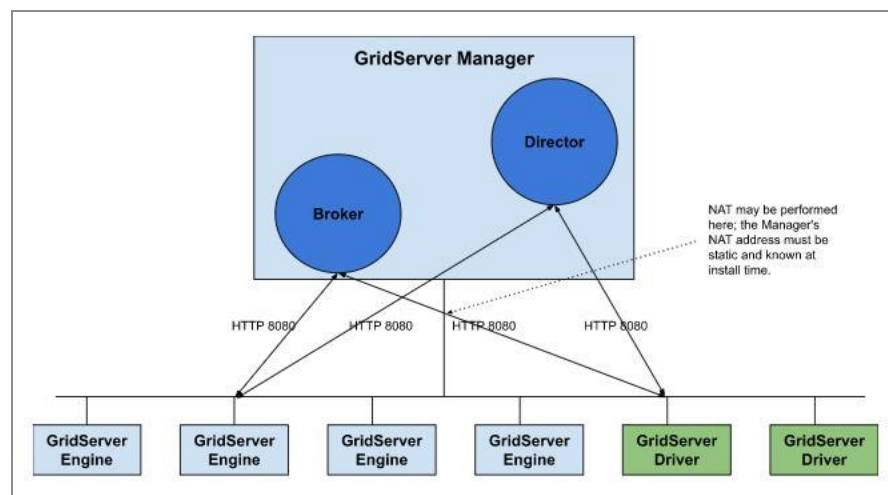 GridServer Manager
Director
Broker
NAT may be performed
here; the Manager's
NAT address must be
static and known at
install time.
HTTP 8080
HTTP 8080
HTTP 8080
HTTP 8080
GridServer
Engine
GridServer
Engine
GridServer
Engine
GridServer
Engine
GridServer
Driver
GridServer
Driver